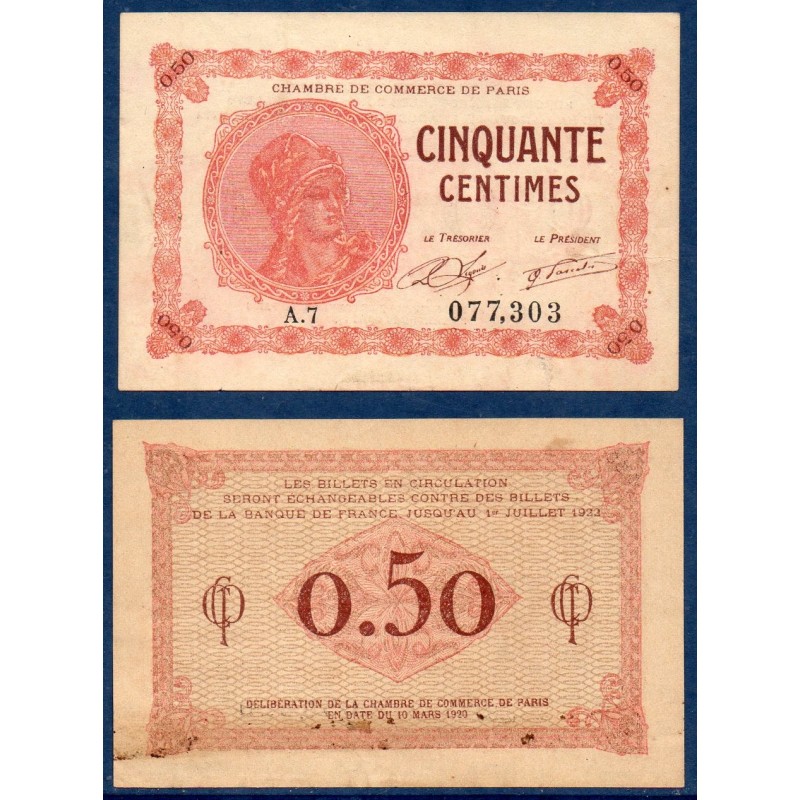 0.50 0.50
CHAMBRE DE COMMERCE DE PARIS
CINQUANTE
CENTIMES
LE TRÉSORIER LE PRÉSIDENT
A.7 077,303
0.50 0.50
LES BILLETS EN CIRCULATION
SERONT ÉCHANGEABLES CONTRE DES BILLETS
DE LA BANQUE DE FRANCE JUSQU'AU 1er JUILLET 1922
0.50
DÉLIBÉRATION DE LA CHAMBRE DE COMMERCE DE PARIS
EN DATE DU 10 MARS 1920